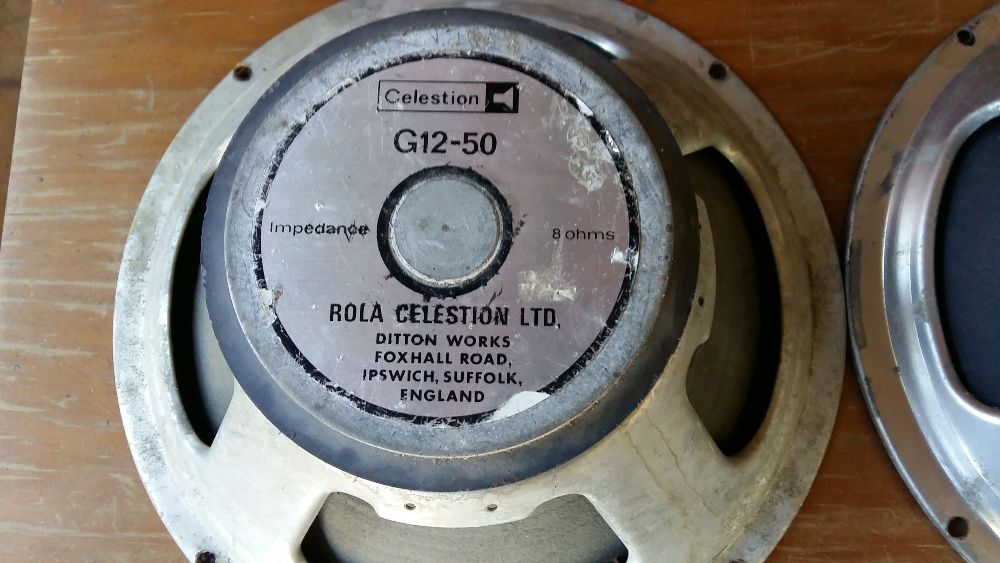 Celestion
G12-50
Impedance 8 ohms
ROLA CELESTION LTD,
DITTON WORKS
FOXHALL ROAD,
IPSWICH, SUFFOLK,
ENGLAND